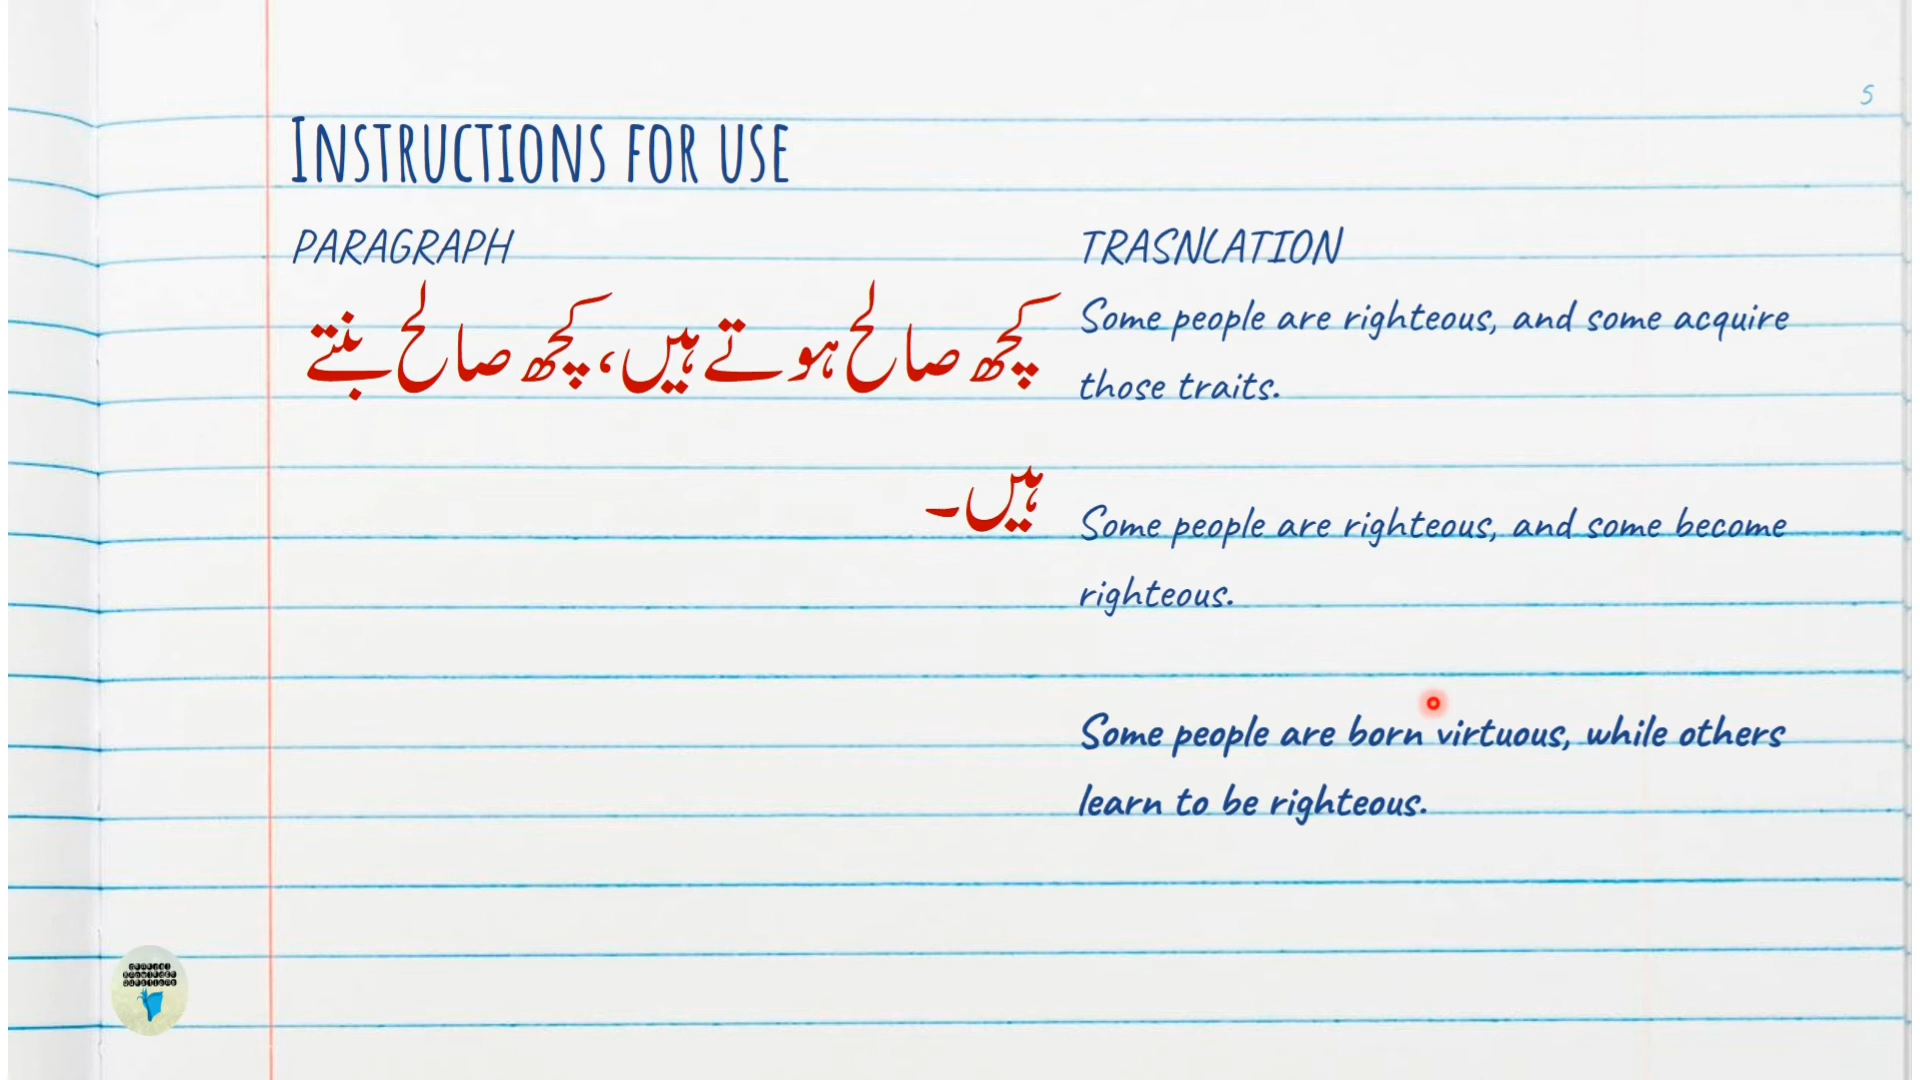 5
INSTRUCTIONS FOR USE
PARAGRAPH
کچھ صالح ہوتے ہیں، کچھ صالح بنتے
ہیں۔
TRASNLATION
Some people are righteous, and some acquire
those traits.
Some people are righteous, and some become
righteous.
Some people are born virtuous, while others
learn to be righteous.